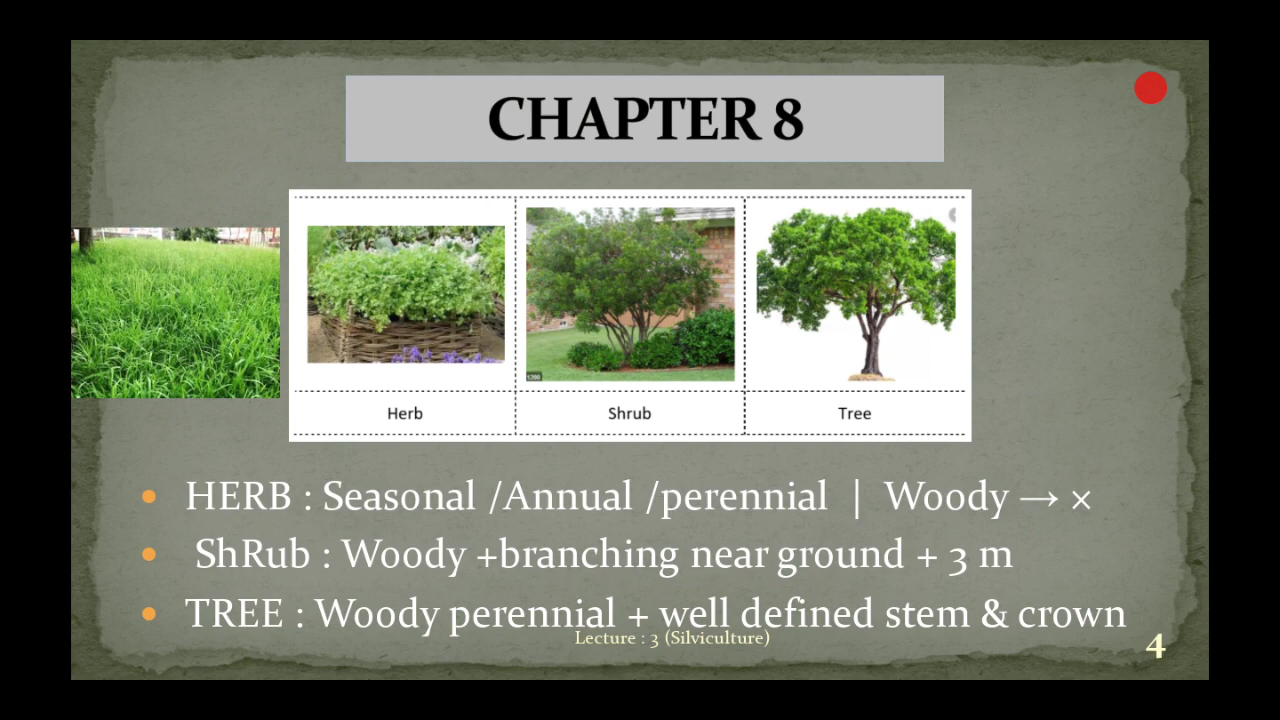 CHAPTER 8
Herb
Shrub
Tree
• HERB : Seasonal /Annual /perennial | Woody → ×
• ShRub : Woody +branching near ground + 3 m
• TREE : Woody perennial + well defined stem & crown
Lecture : 3 (Silviculture)
4